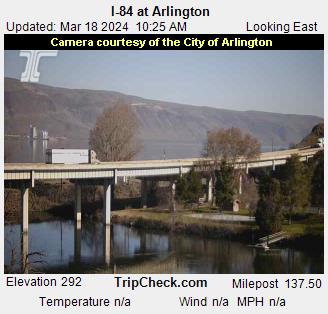 I-84 at Arlington
Updated: Mar 18 2024 10:25 AM Looking East
Camera courtesy of the City of Arlington
Elevation 292 TripCheck.com Milepost 137.50
Temperature n/a Wind n/a MPH n/a